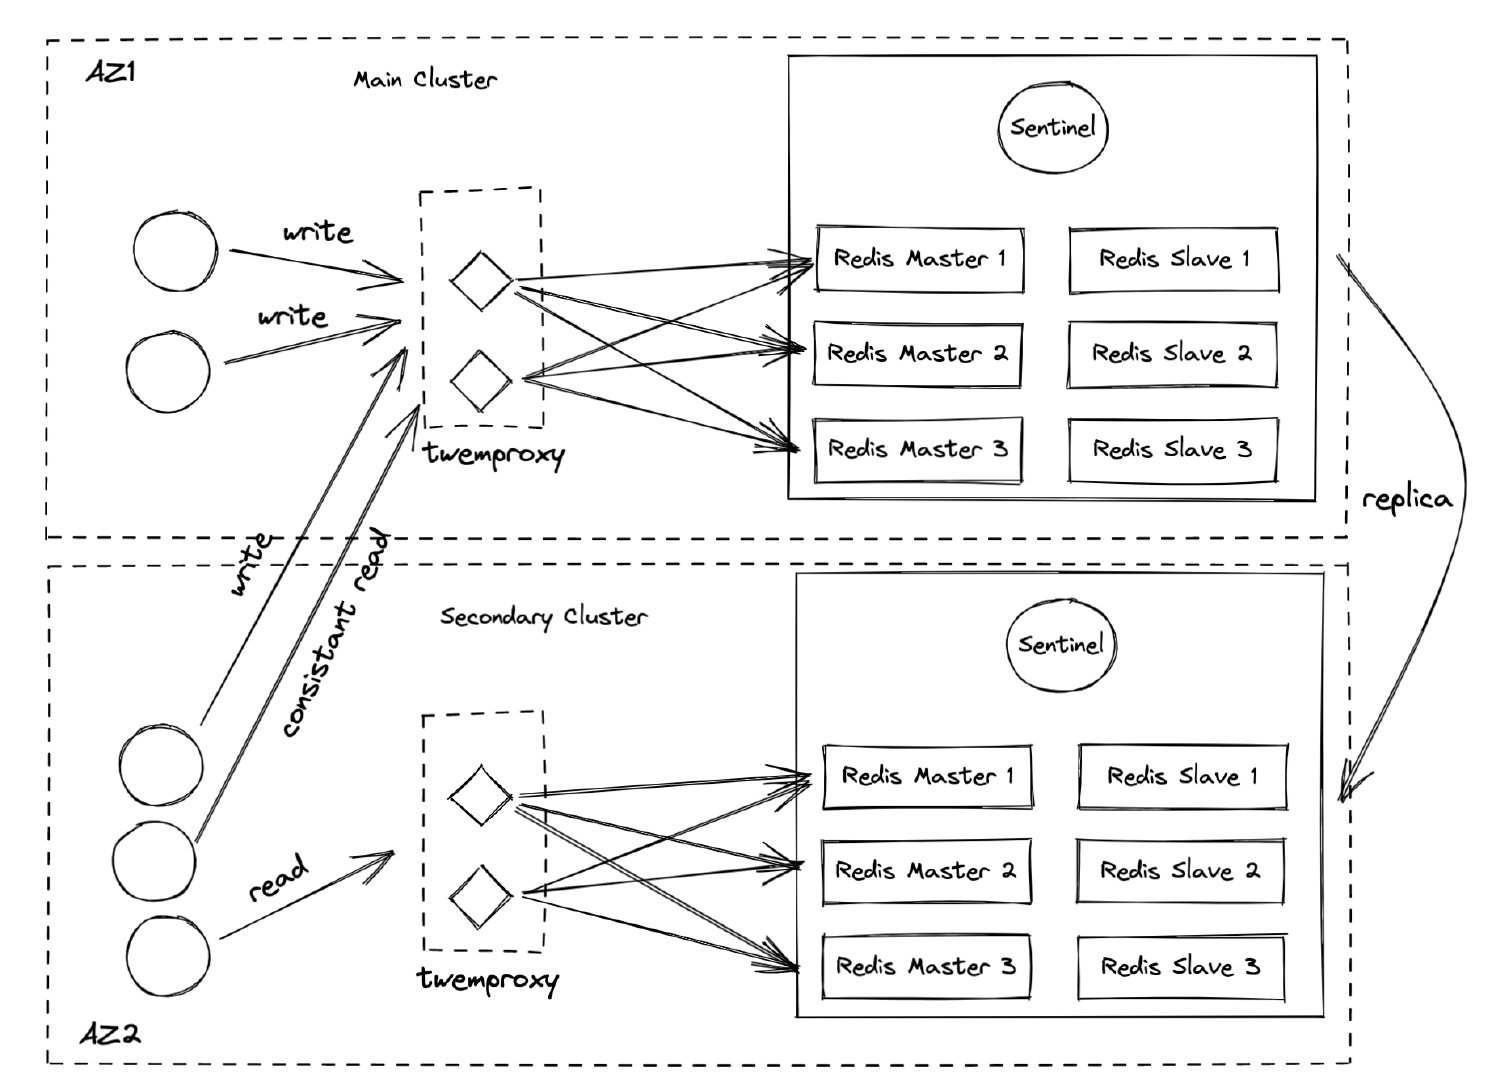 AZ1
Main Cluster
Sentinel
write
write
Redis Master 1
Redis Slave 1
Redis Master 2
Redis Slave 2
Redis Master 3
Redis Slave 3
twemproxy
replica
write
consistant read
Secondary Cluster
Sentinel
read
Redis Master 1
Redis Slave 1
Redis Master 2
Redis Slave 2
Redis Master 3
Redis Slave 3
twemproxy
AZ2